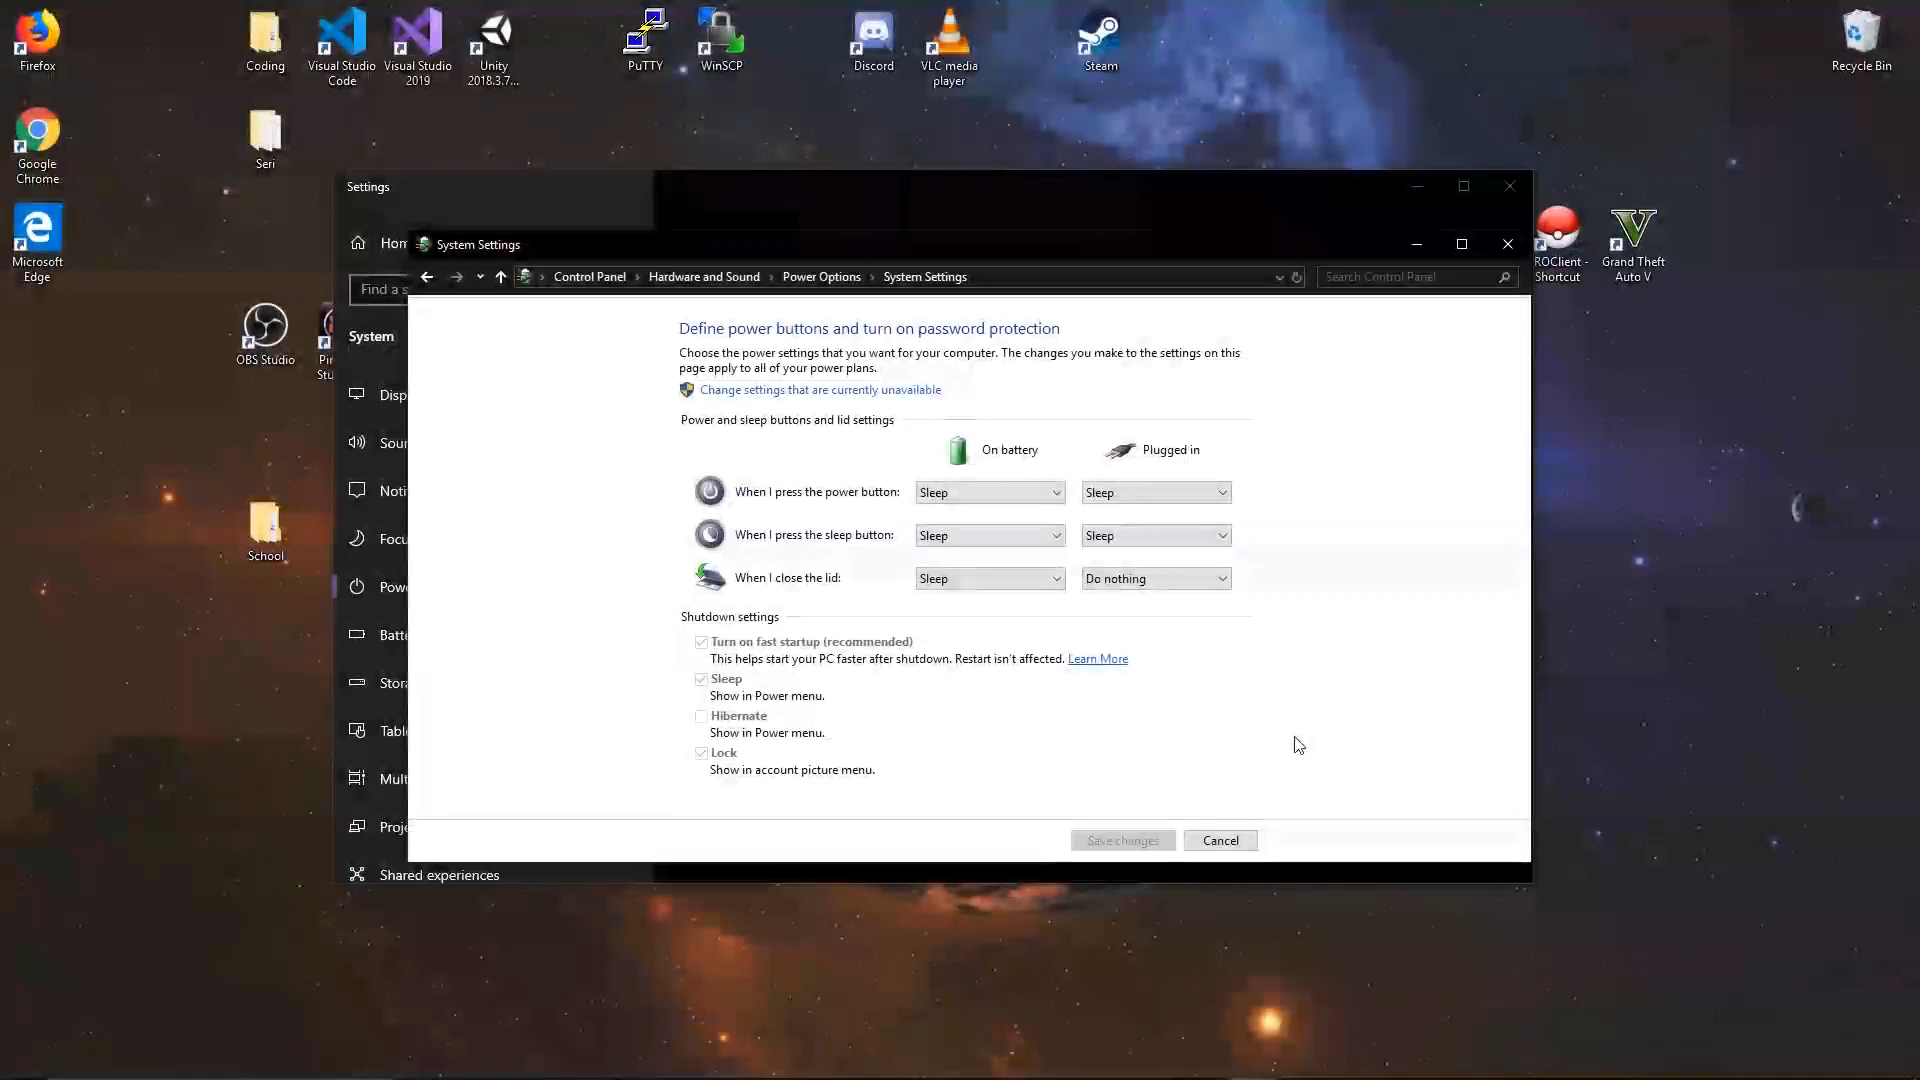 Firefox
Coding
Visual Studio
Code
Visual Studio
2019
Unity
2018.3.7...
PuTTY
WinSCP
Discord
VLC media
player
Steam
Recycle Bin
Google
Chrome
Seri
Microsoft
Edge
OBS Studio
ROClient -
Shortcut
Grand Theft
Auto V
School
Settings
Find a s
System
Shared experiences
System Settings
Control Panel
Hardware and Sound
Power Options
System Settings
Search Control Panel
Define power buttons and turn on password protection
Choose the power settings that you want for your computer. The changes you make to the settings on this
page apply to all of your power plans.
Change settings that are currently unavailable
Power and sleep buttons and lid settings
On battery
Plugged in
When I press the power button:
Sleep
Sleep
When I press the sleep button:
Sleep
Sleep
When I close the lid:
Sleep
Do nothing
Shutdown settings
Turn on fast startup (recommended)
This helps start your PC faster after shutdown. Restart isn't affected. Learn More
Sleep
Show in Power menu.
Hibernate
Show in Power menu.
Lock
Show in account picture menu.
Save changes
Cancel